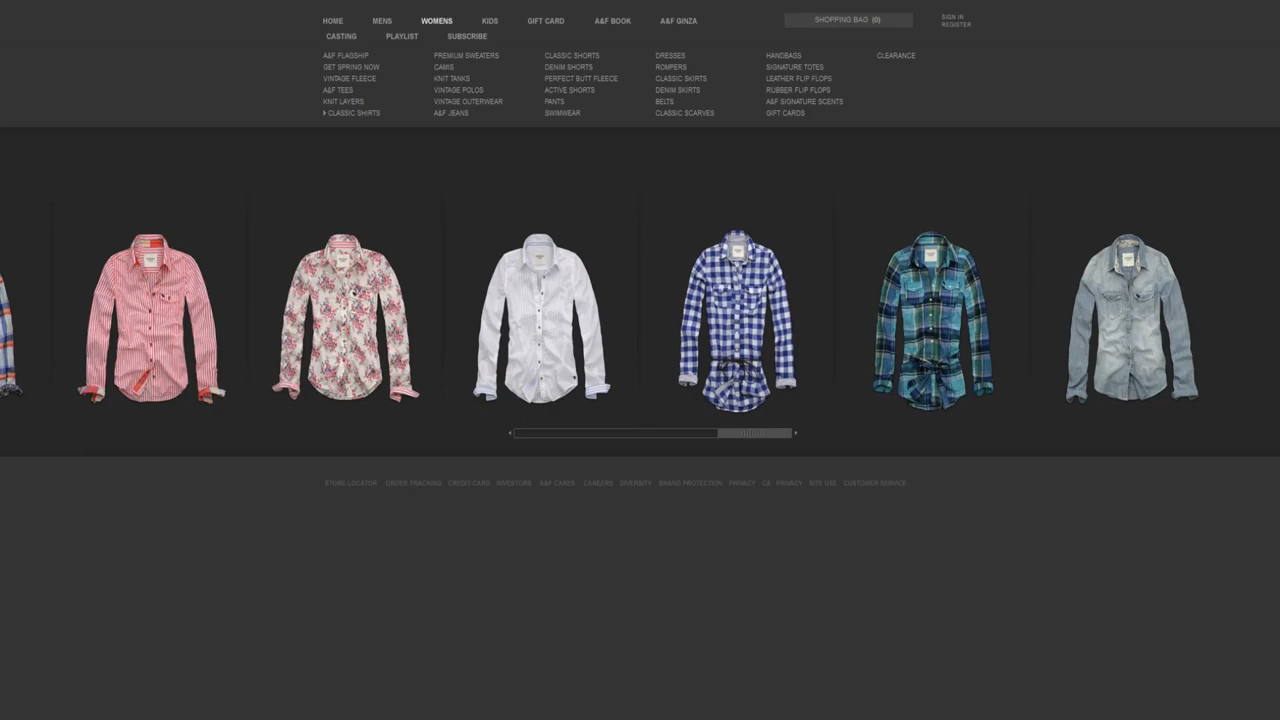 HOME MENS WOMENS KIDS GIFT CARD A&F BOOK A&F GINZA
CASTING PLAYLIST SUBSCRIBE
SHOPPING BAG (0)
SIGN IN
REGISTER
A&F FLAGSHIP
GET SPRING NOW
VINTAGE FLEECE
A&F TEES
KNIT LAYERS
CLASSIC SHIRTS
PREMIUM SWEATERS
CAMIS
KNIT TANKS
VINTAGE POLOS
VINTAGE OUTERWEAR
A&F JEANS
CLASSIC SHORTS
DENIM SHORTS
PERFECT BUTT FLEECE
ACTIVE SHORTS
PANTS
SWIMWEAR
DRESSES
ROMPERS
CLASSIC SKIRTS
DENIM SKIRTS
BELTS
CLASSIC SCARVES
HANDBAGS
SIGNATURE TOTES
LEATHER FLIP FLOPS
RUBBER FLIP FLOPS
A&F SIGNATURE SCENTS
GIFT CARDS
CLEARANCE
STORE LOCATOR ORDER TRACKING CREDIT CARD INVESTORS A&F CARES CAREERS DIVERSITY BRAND PROTECTION PRIVACY CA PRIVACY SITE USE CUSTOMER SERVICE